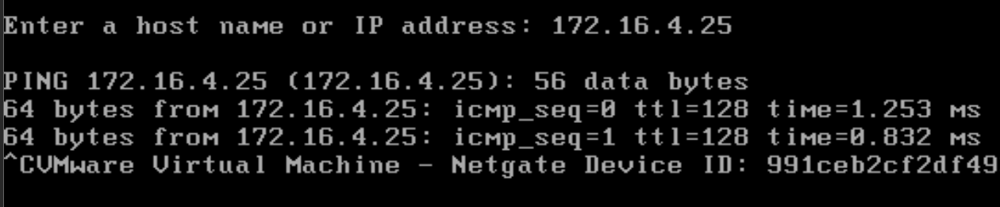 Enter a host name or IP address: 172.16.4.25
PING 172.16.4.25 (172.16.4.25): 56 data bytes
64 bytes from 172.16.4.25: icmp_seq=0 ttl=128 time=1.253 ms
64 bytes from 172.16.4.25: icmp_seq=1 ttl=128 time=0.832 ms
^CVMware Virtual Machine - Netgate Device ID: 991ceb2cf2df49